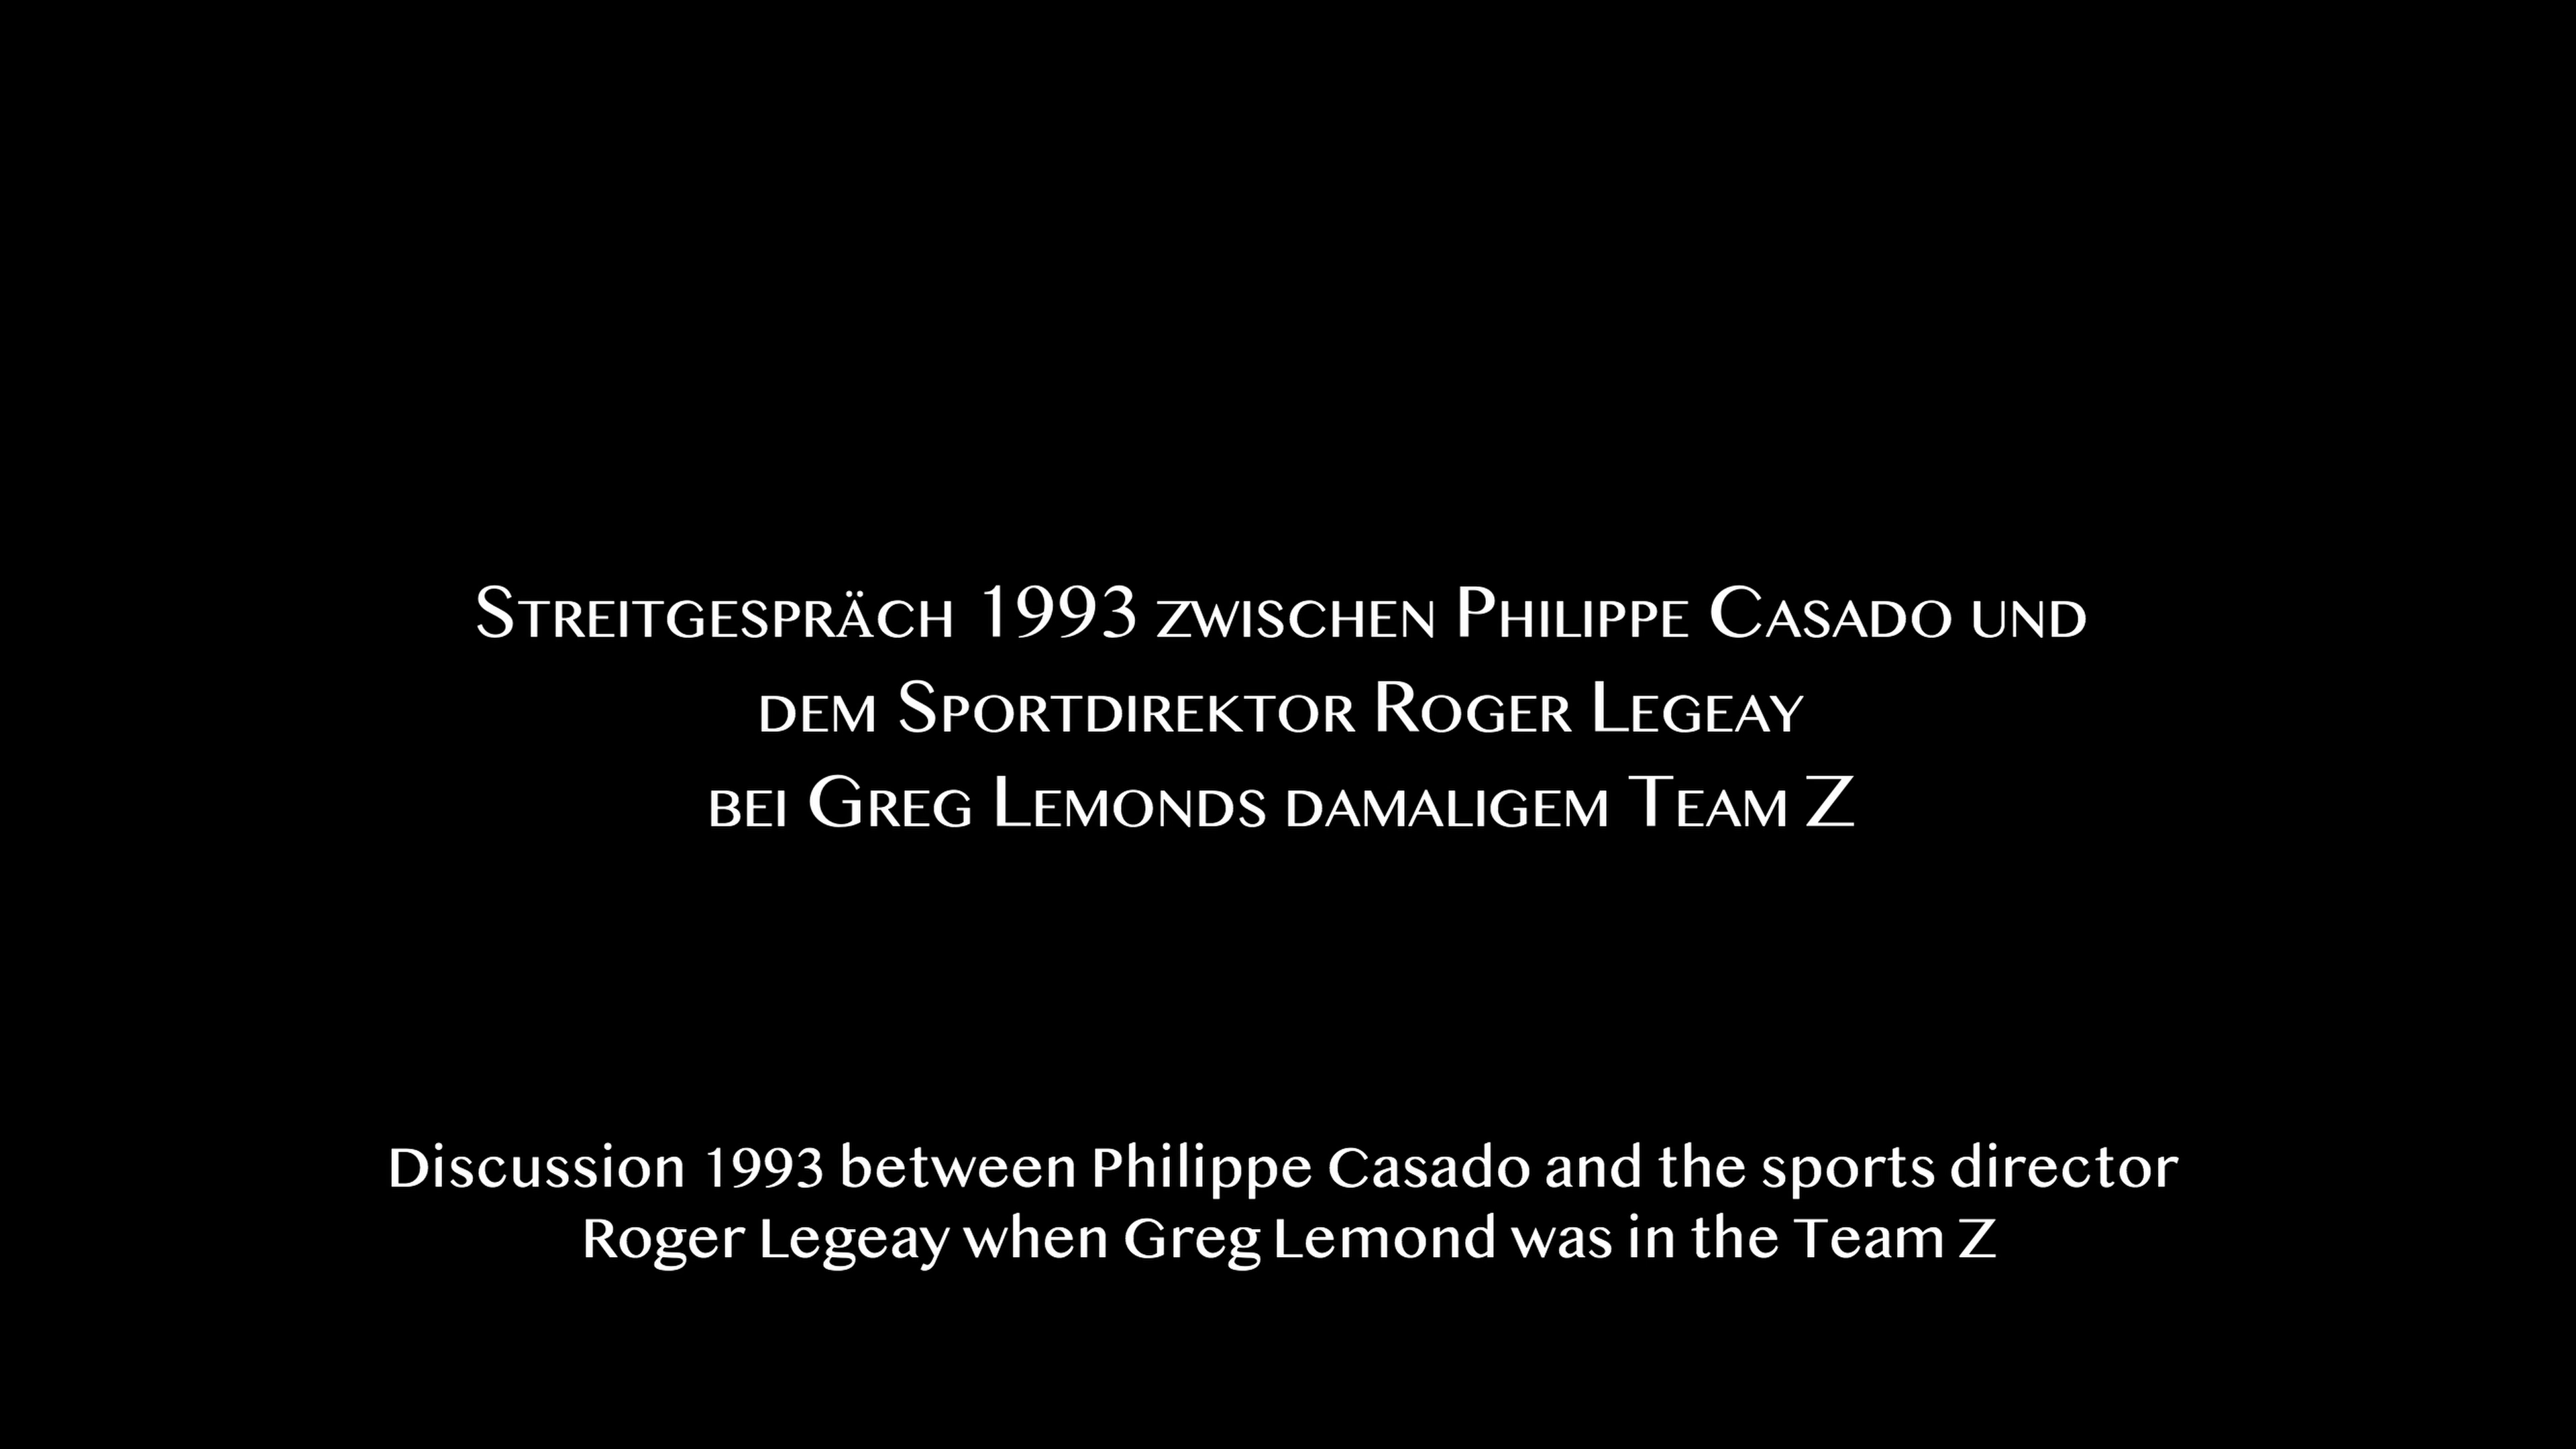 Streitgespräch 1993 zwischen Philippe Casado und
dem Sportdirektor Roger Legeay
bei Greg Lemonds damaligem Team Z
Discussion 1993 between Philippe Casado and the sports director
Roger Legeay when Greg Lemond was in the Team Z